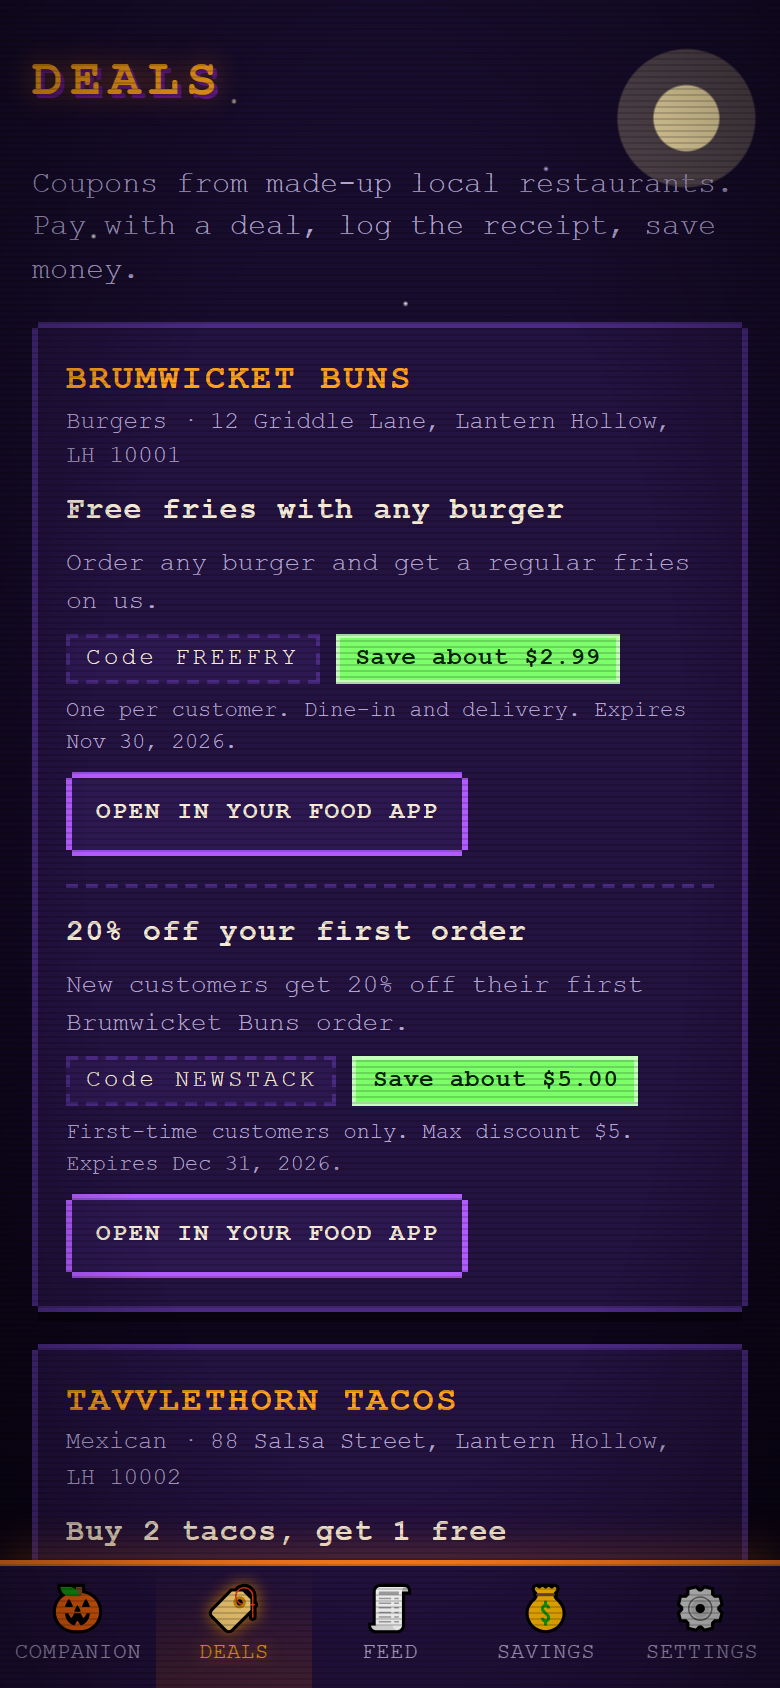 DEALS
Coupons from made-up local restaurants.
Pay with a deal, log the receipt, save
money.
BRUMWICKET BUNS
Burgers · 12 Griddle Lane, Lantern Hollow,
LH 10001
Free fries with any burger
Order any burger and get a regular fries
on us.
Code FREEFRY
Save about $2.99
One per customer. Dine-in and delivery. Expires
Nov 30, 2026.
OPEN IN YOUR FOOD APP
20% off your first order
New customers get 20% off their first
Brumwicket Buns order.
Code NEWSTACK
Save about $5.00
First-time customers only. Max discount $5.
Expires Dec 31, 2026.
OPEN IN YOUR FOOD APP
TAVVLETHORN TACOS
Mexican · 88 Salsa Street, Lantern Hollow,
LH 10002
Buy 2 tacos, get 1 free
COMPANION
DEALS
FEED
SAVINGS
SETTINGS